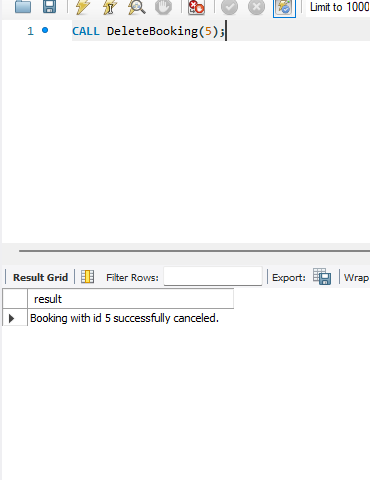 Limit to 1000
1 CALL DeleteBooking(5);
Result Grid Filter Rows: Export: Wrap
result
Booking with id 5 successfully canceled.